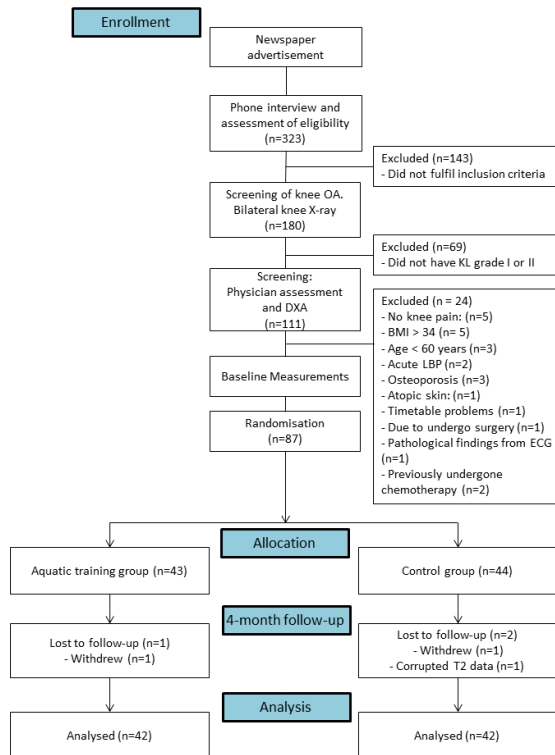 Enrollment
Newspaper
advertisement
Phone interview and
assessment of eligibility
(n=323)
Excluded (n=143)
- Did not fulfil inclusion criteria
Screening of knee OA.
Bilateral knee X-ray
(n=180)
Excluded (n=69)
- Did not have KL grade I or II
Screening:
Physician assessment
and DXA
(n=111)
Excluded (n = 24)
- No knee pain: (n=5)
- BMI > 34 (n= 5)
- Age < 60 years (n=3)
- Acute LBP (n=2)
- Osteoporosis (n=3)
- Atopic skin: (n=1)
- Timetable problems (n=1)
- Due to undergo surgery (n=1)
- Pathological findings from ECG
(n=1)
- Previously undergone
chemotherapy (n=2)
Baseline Measurements
Randomisation
(n=87)
Allocation
Aquatic training group (n=43)
Control group (n=44)
4-month follow-up
Lost to follow-up (n=1)
- Withdrew (n=1)
Lost to follow-up (n=2)
- Withdrew (n=1)
- Corrupted T2 data (n=1)
Analysis
Analysed (n=42)
Analysed (n=42)